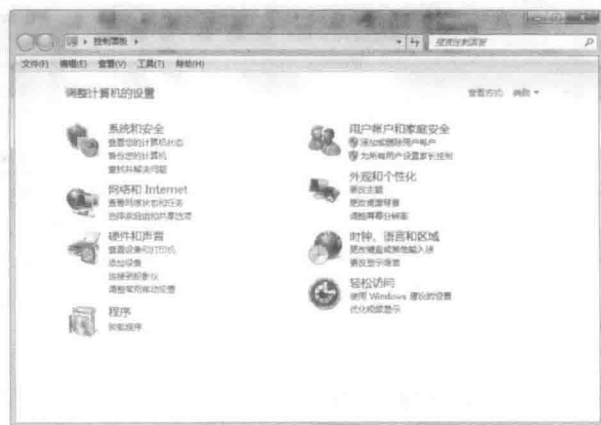 控制面板
搜索控制面板
文件(F) 编辑(E) 查看(V) 工具(T) 帮助(H)
调整计算机的设置
查看方式: 类别
系统和安全
查看您的计算机状态
备份您的计算机
查找并解决问题
网络和 Internet
查看网络状态和任务
选择家庭组和共享选项
硬件和声音
查看设备和打印机
添加设备
连接到投影仪
调整常用移动设置
程序
卸载程序
用户帐户和家庭安全
添加或删除用户帐户
为所有用户设置家长控制
外观和个性化
更改主题
更改桌面背景
调整屏幕分辨率
时钟、语言和区域
更改键盘或其他输入法
更改显示语言
轻松访问
使用 Windows 建议的设置
优化视频显示